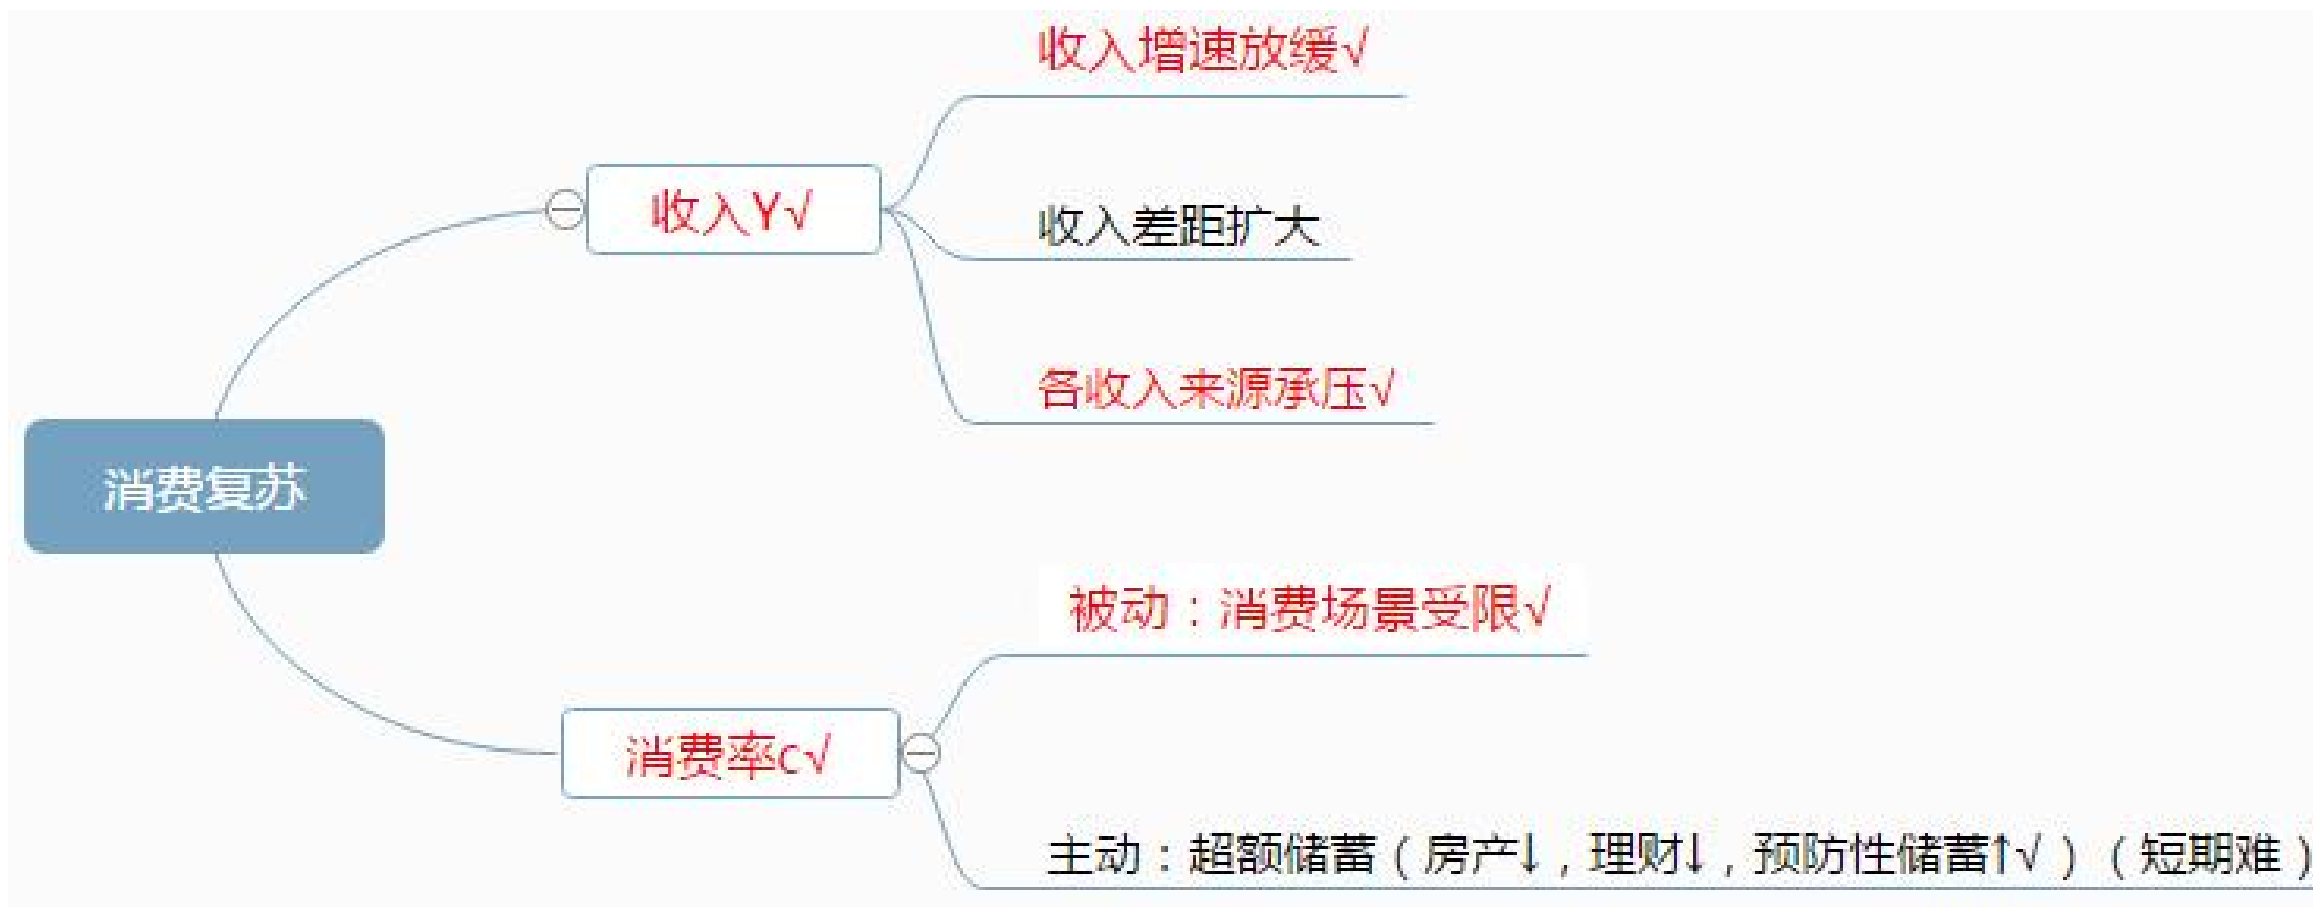 收入增速放缓√
收入Y√
收入差距扩大
各收入来源承压√
消费复苏
被动：消费场景受限√
消费率c√
主动：超额储蓄（房产↓，理财↓，预防性储蓄↑√）（短期难）